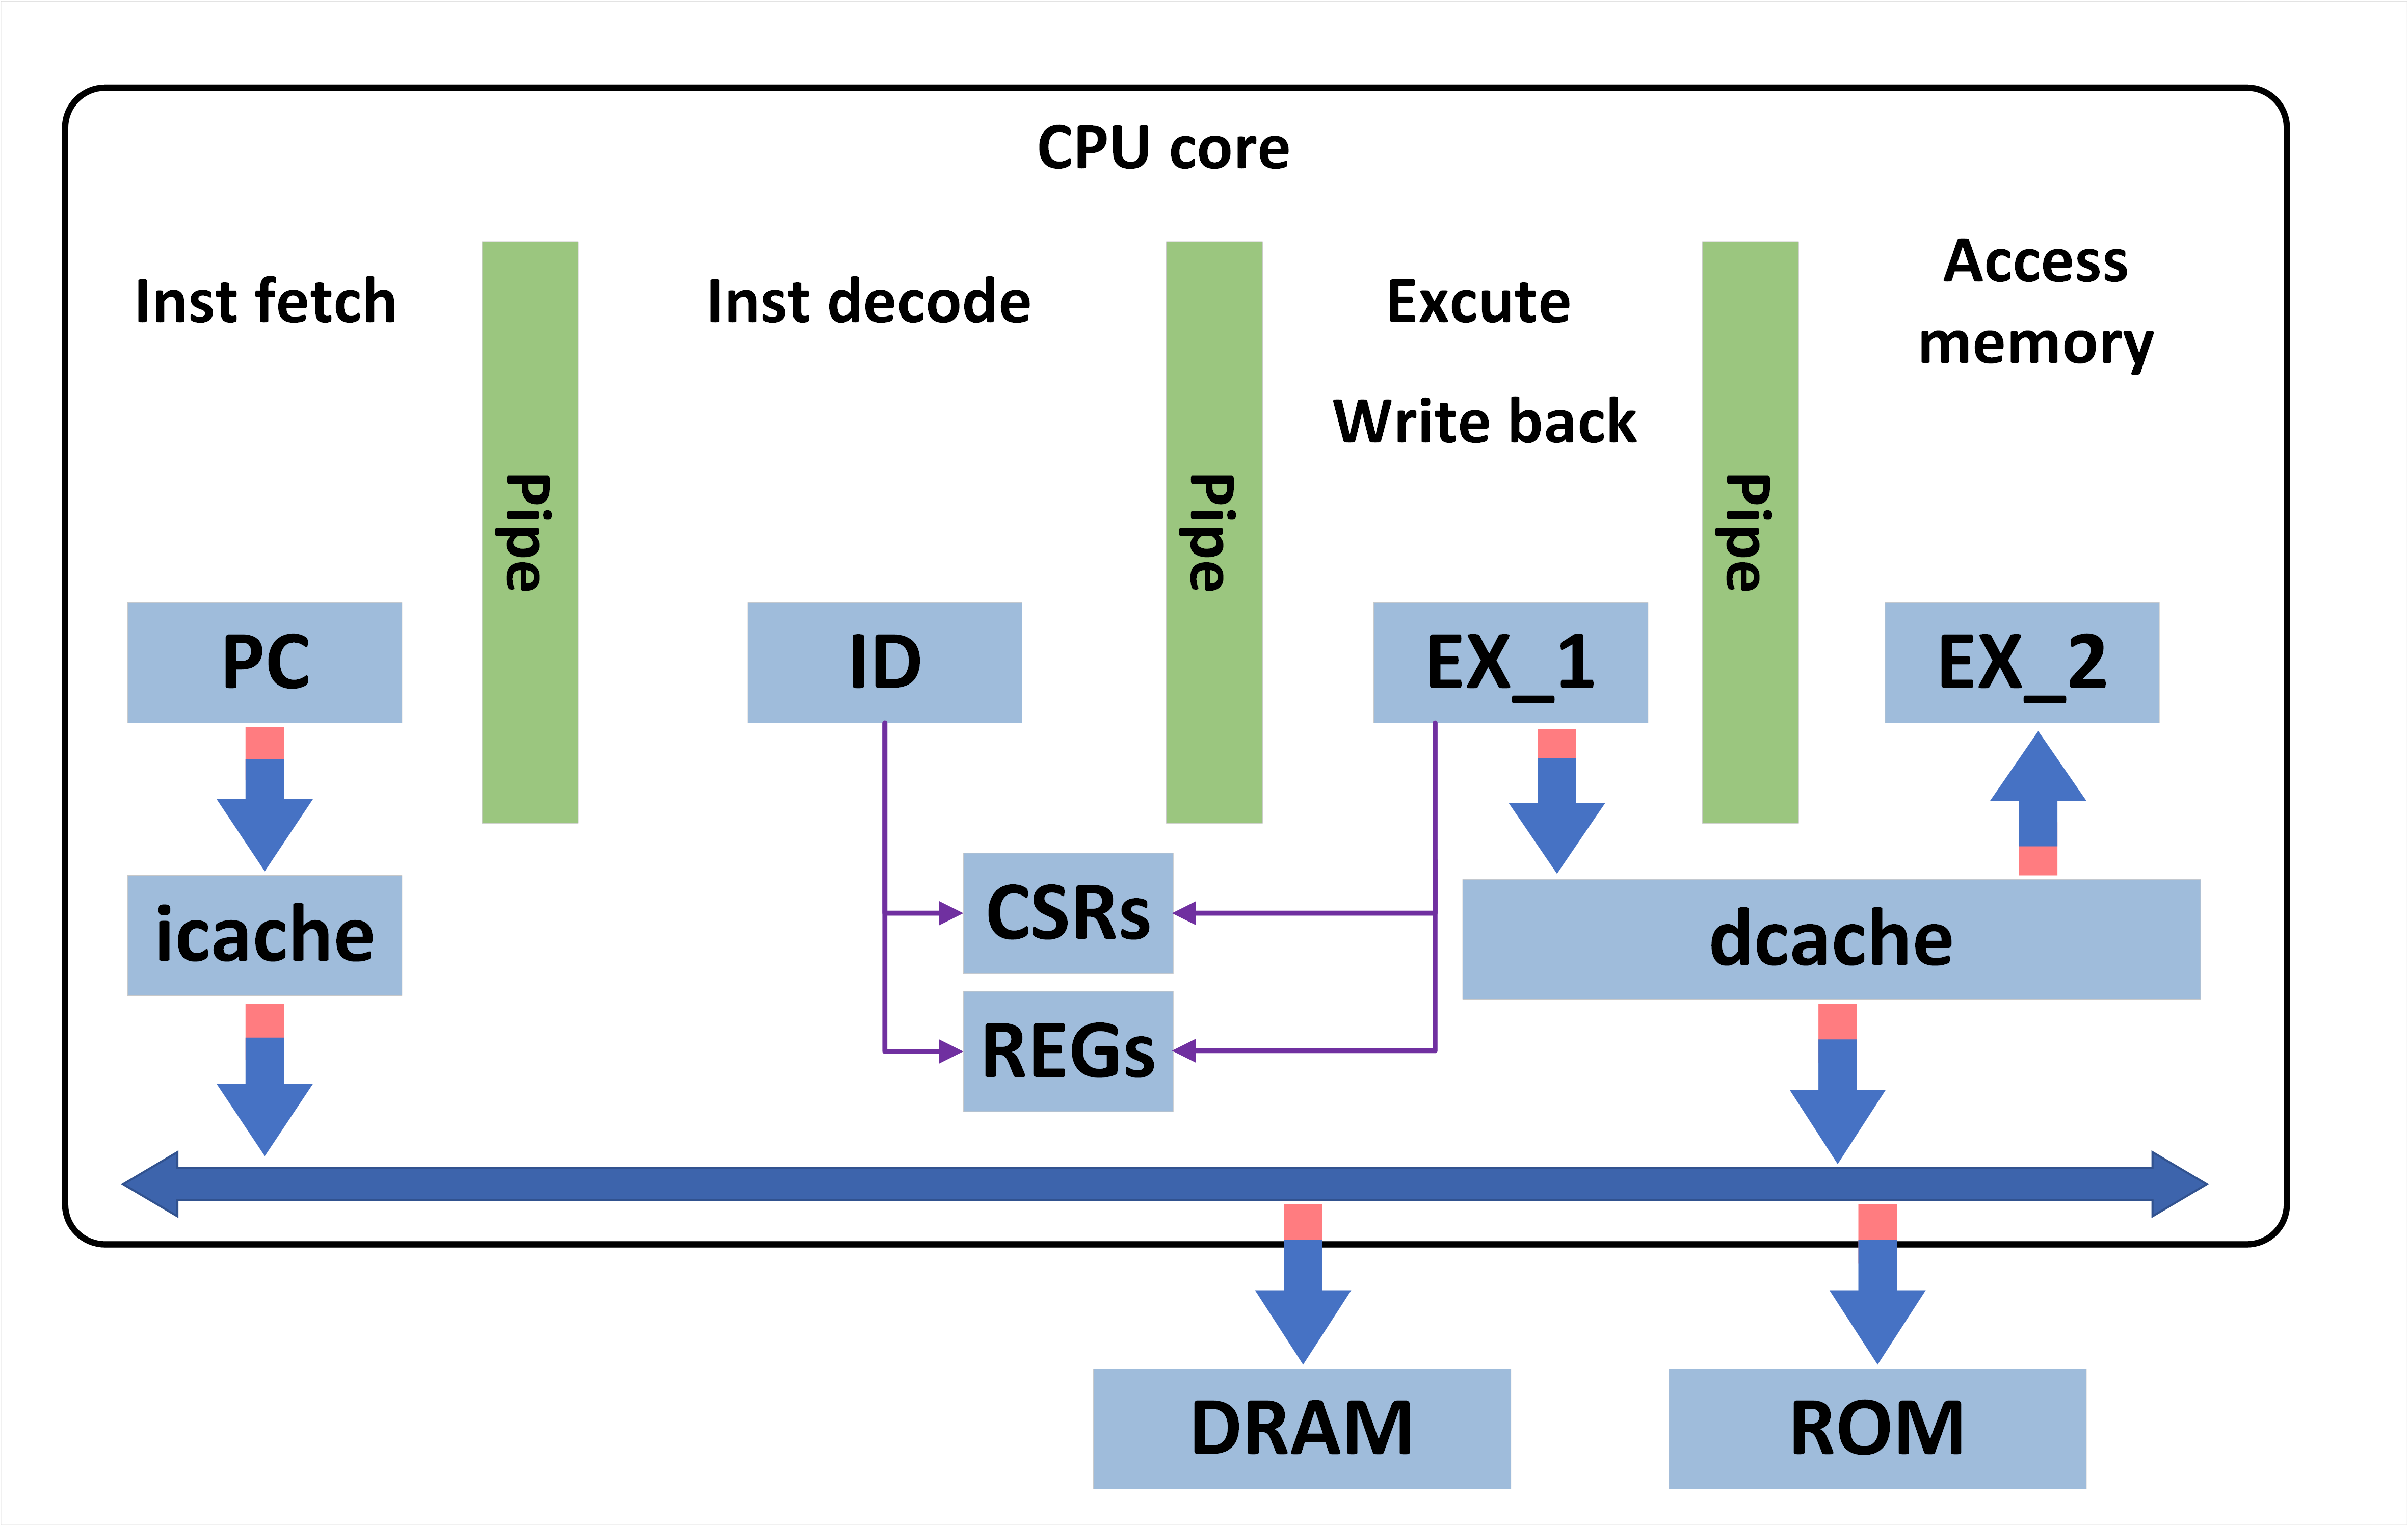 CPU core
Inst fetch
Inst decode
Excute
Write back
Access
memory
Pipe
Pipe
Pipe
PC
ID
EX_1
EX_2
icache
CSRs
REGs
dcache
DRAM
ROM